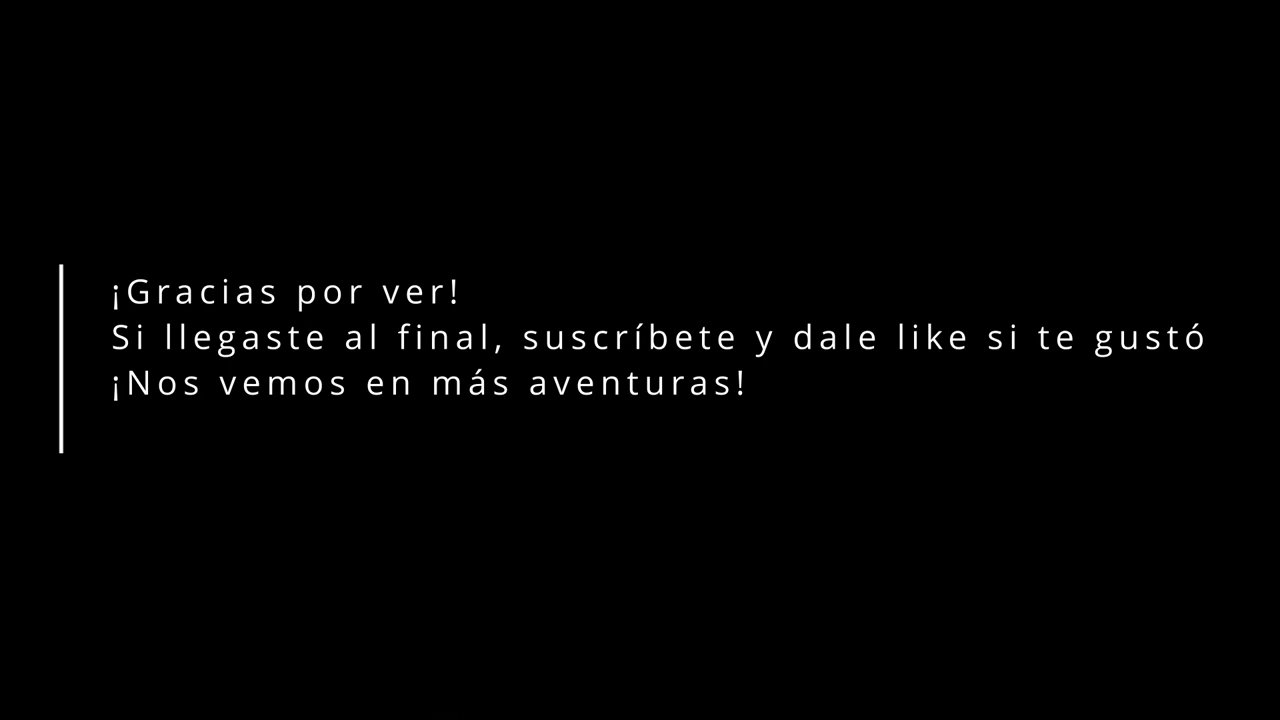 ¡Gracias por ver!
Si llegaste al final, suscríbete y dale like si te gustó
¡Nos vemos en más aventuras!